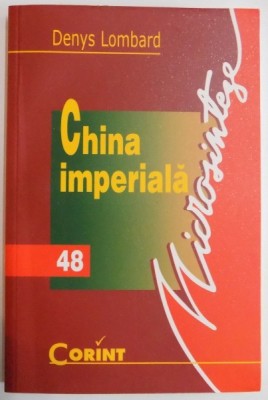 Denys Lombard
China
imperială
Microsinteze
48
CORINT